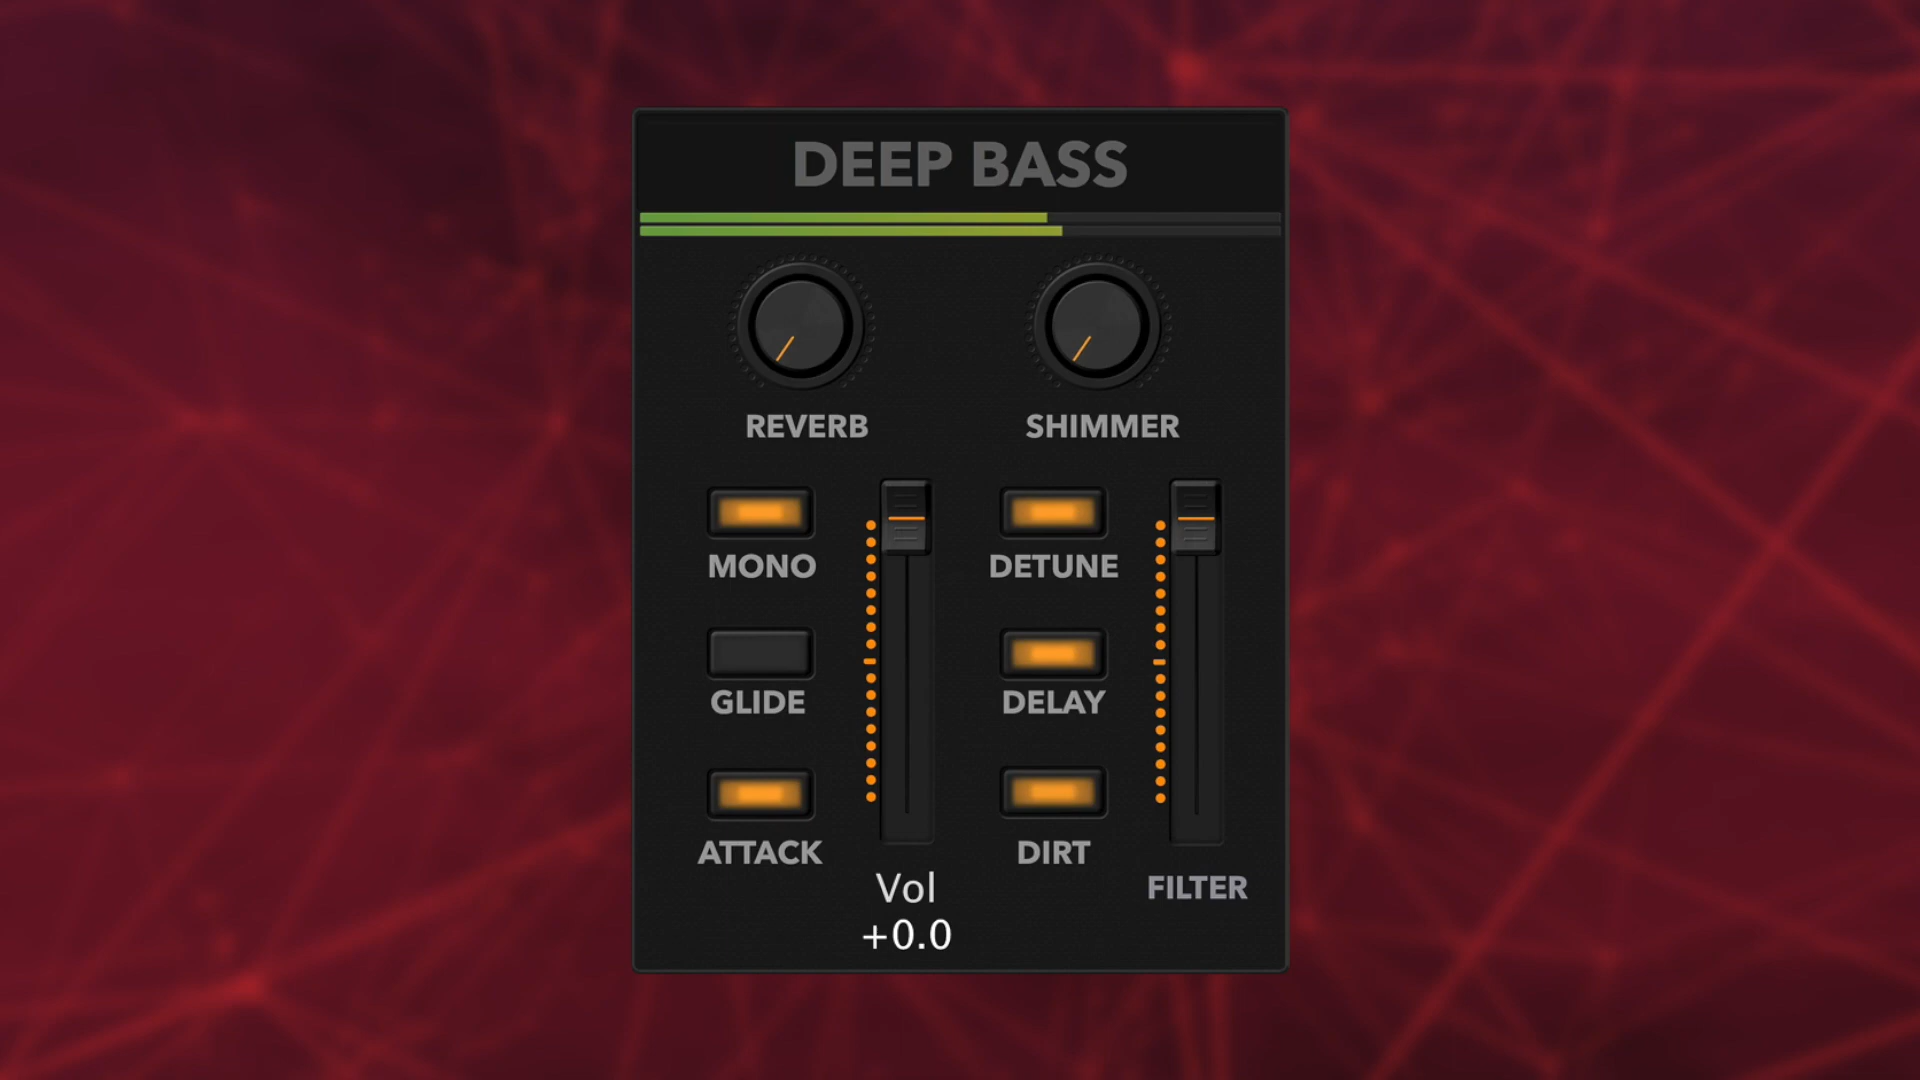 DEEP BASS
REVERB
SHIMMER
MONO
DETUNE
GLIDE
DELAY
ATTACK
DIRT
Vol
+0.0
FILTER